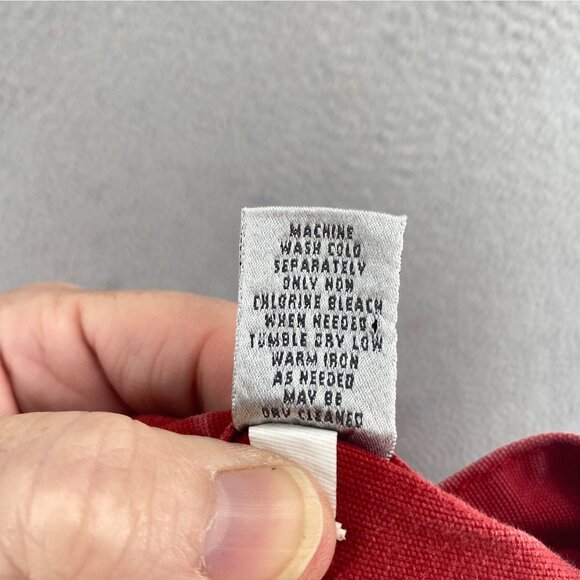 MACHINE
WASH COLD
SEPARATELY
ONLY NON
CHLORINE BLEACH
WHEN NEEDED.
TUMBLE DRY LOW
WARM IRON
AS NEEDED
MAY BE
DRY CLEANED